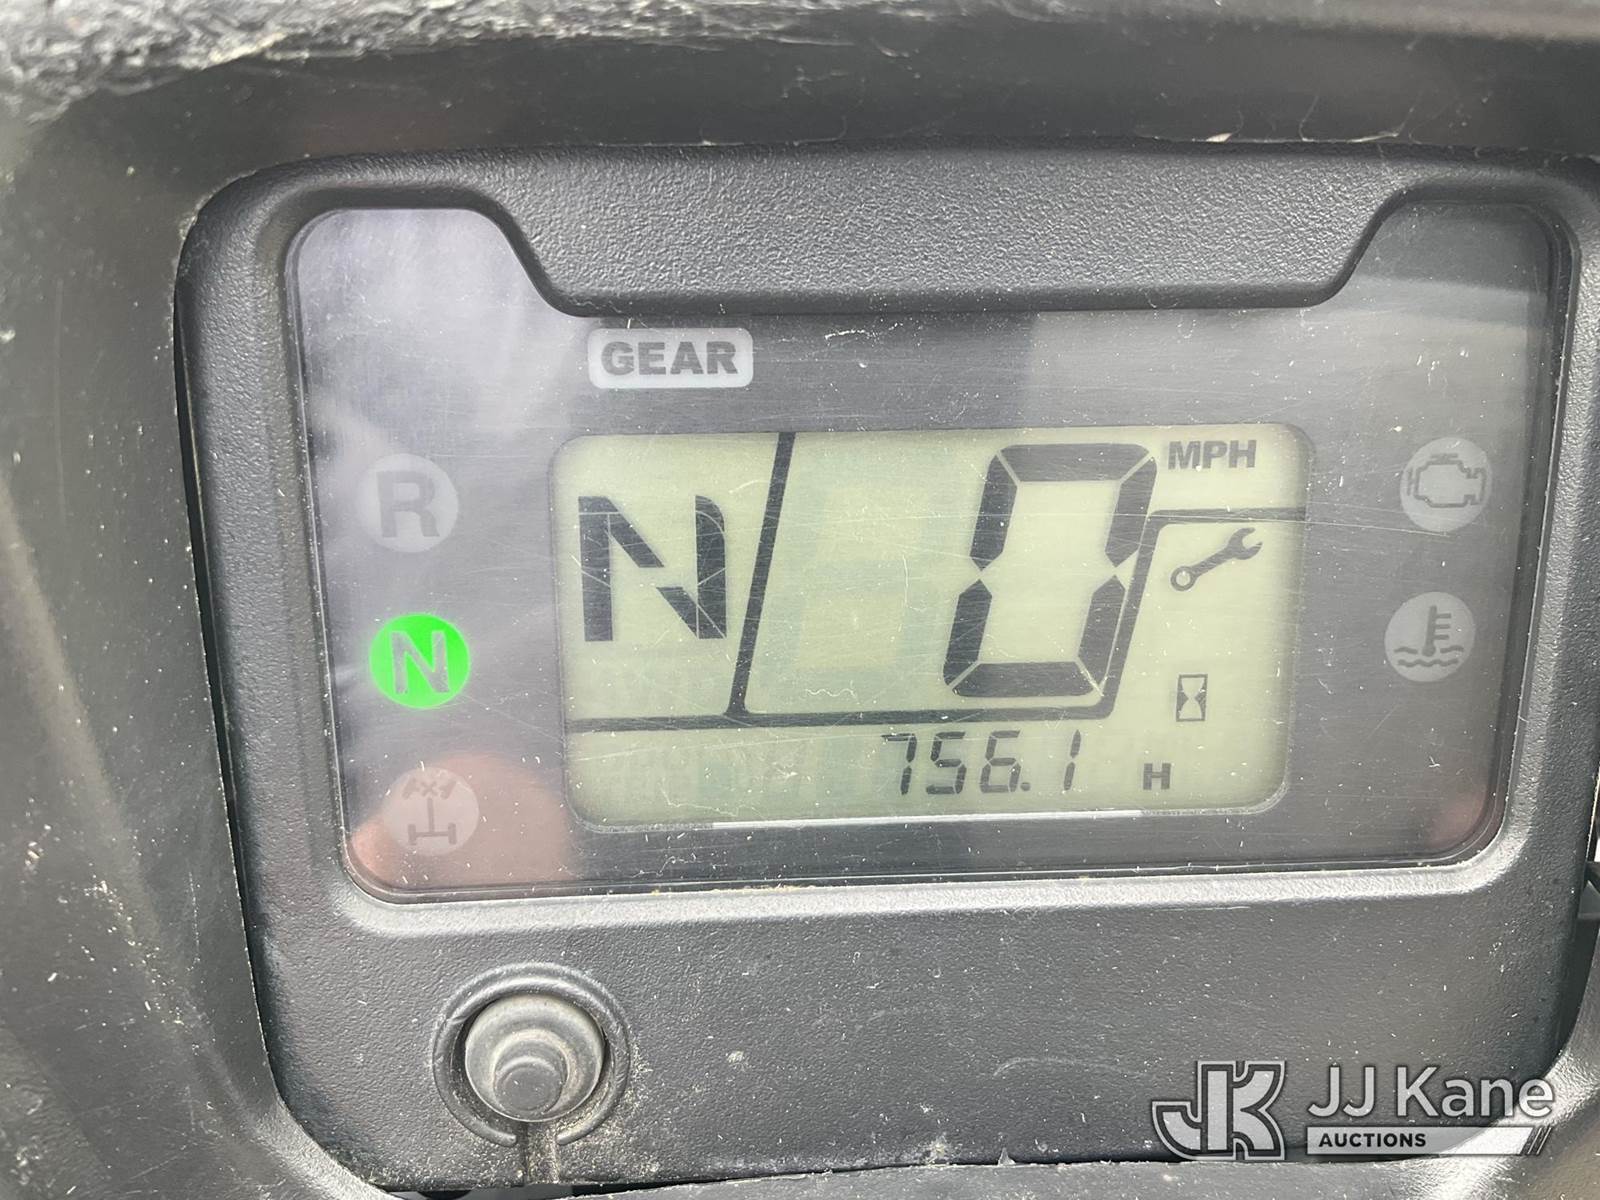 GEAR
R
N
N
0 MPH
756.1 H
JK JJ Kane
AUCTIONS